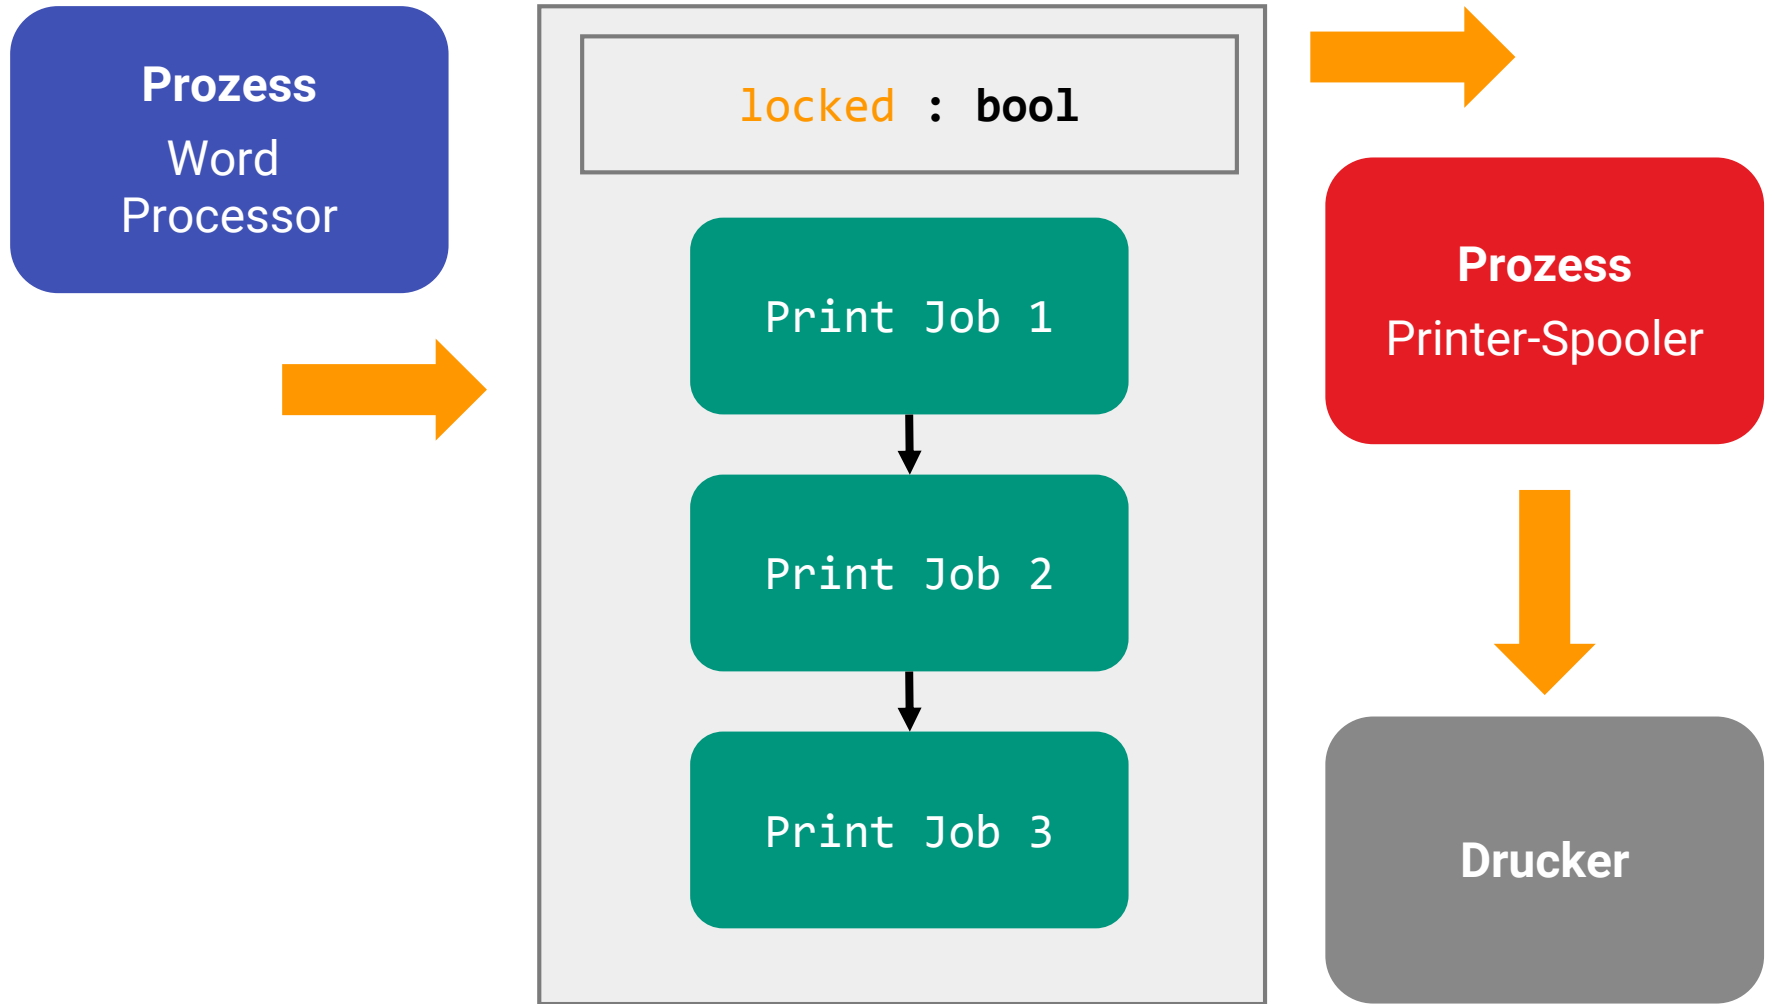 Prozess
Word
Processor
locked : bool
Print Job 1
Print Job 2
Print Job 3
Prozess
Printer-Spooler
Drucker